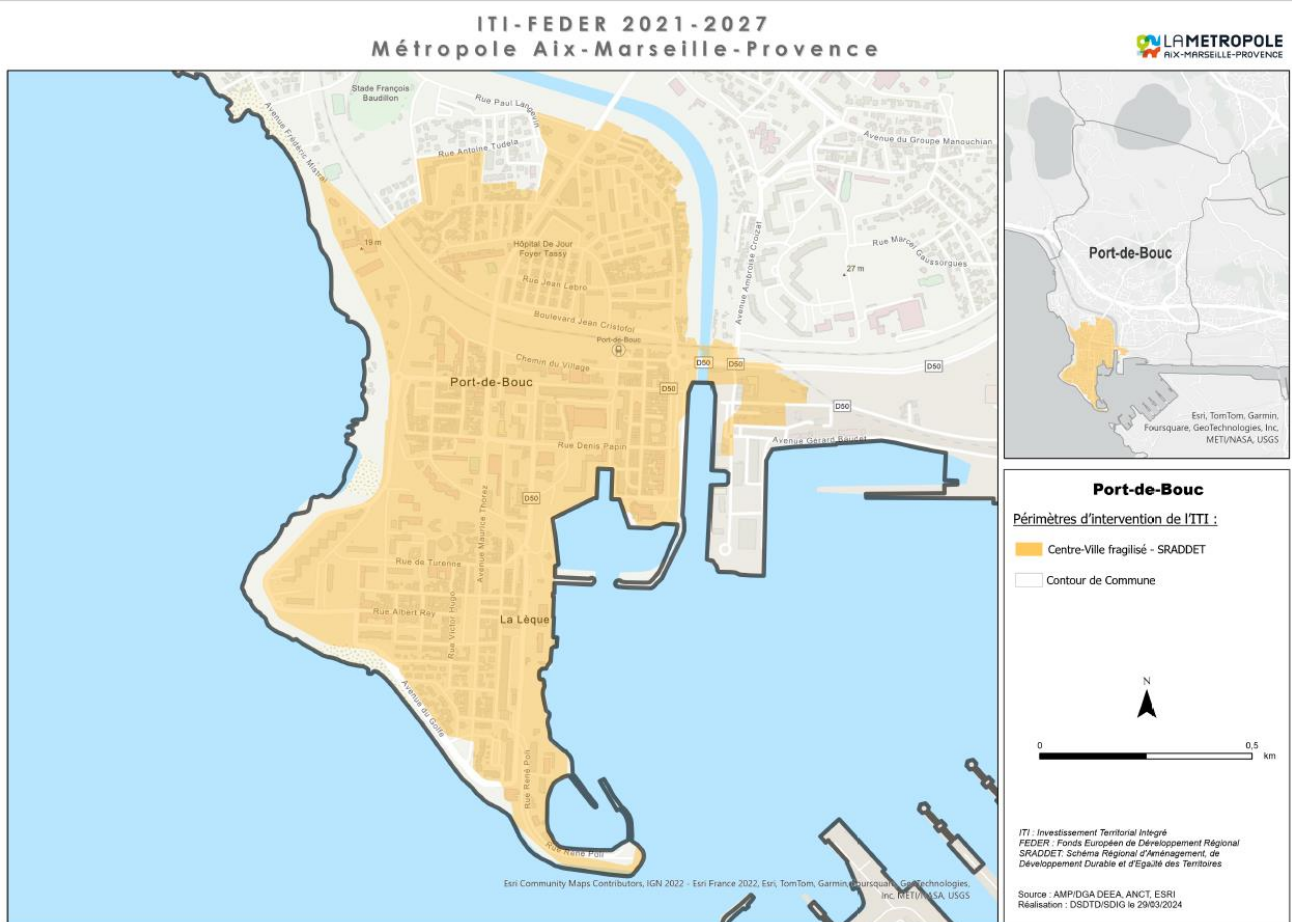 ITI-FEDER 2021-2027
Métropole Aix-Marseille-Provence
LAMETROPOLE
AIX-MARSEILLE-PROVENCE
Stade François
Baudillon
Rue Paul Langevin
Avenue Frédéric Mistral
Rue Antoine Tudela
Avenue du Groupe Manouchian
Avenue Ambroise Croizat
Rue Marcel Gaussorgues
19 m
Hôpital De Jour
Foyer Tassy
27 m
Rue Jean Labro
Boulevard Jean Cristofol
Port-de-Bouc
Chemin du Village
D50
D50
D50
Port-de-Bouc
D50
D50
Rue Denis Papin
Avenue Gérard Boutet
D50
Avenue Maurice Thorez
Rue de Turenne
Rue Albert Rey
Rue Victor Hugo
La Lèque
Avenue du Golfe
Rue René Poli
Rue René Poli
Esri Community Maps Contributors, IGN 2022 - Esri France 2022, Esri, TomTom, Garmin, Foursquare, GeoTechnologies,
Inc, METI/NASA, USGS
Port-de-Bouc
Esri, TomTom, Garmin,
Foursquare, GeoTechnologies, Inc,
METI/NASA, USGS
Port-de-Bouc
Périmètres d'intervention de l'ITI :
Centre-Ville fragilisé - SRADDET
Contour de Commune
N
0 0,5
km
ITI : Investissement Territorial Intégré
FEDER : Fonds Européen de Développement Régional
SRADDET: Schéma Régional d'Aménagement, de
Développement Durable et d'Egalité des Territoires
Source : AMP/DGA DEEA, ANCT, ESRI
Réalisation : DSDTD/SDIG le 29/03/2024